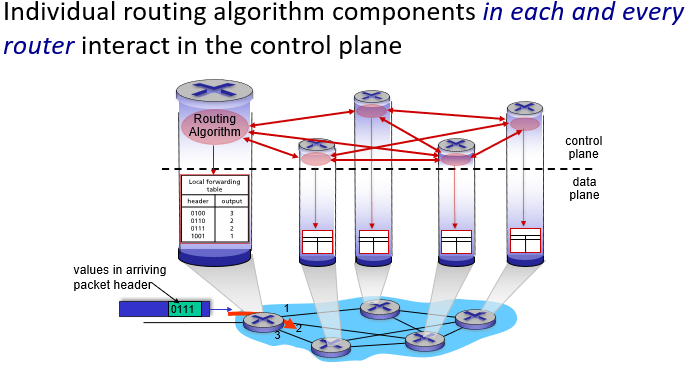 Individual routing algorithm components in each and every
router interact in the control plane
Routing
Algorithm
control
plane
data
plane
Local forwarding
table
header output
0100 3
0110 2
0111 2
1001 1
values in arriving
packet header
0111
1
2
3